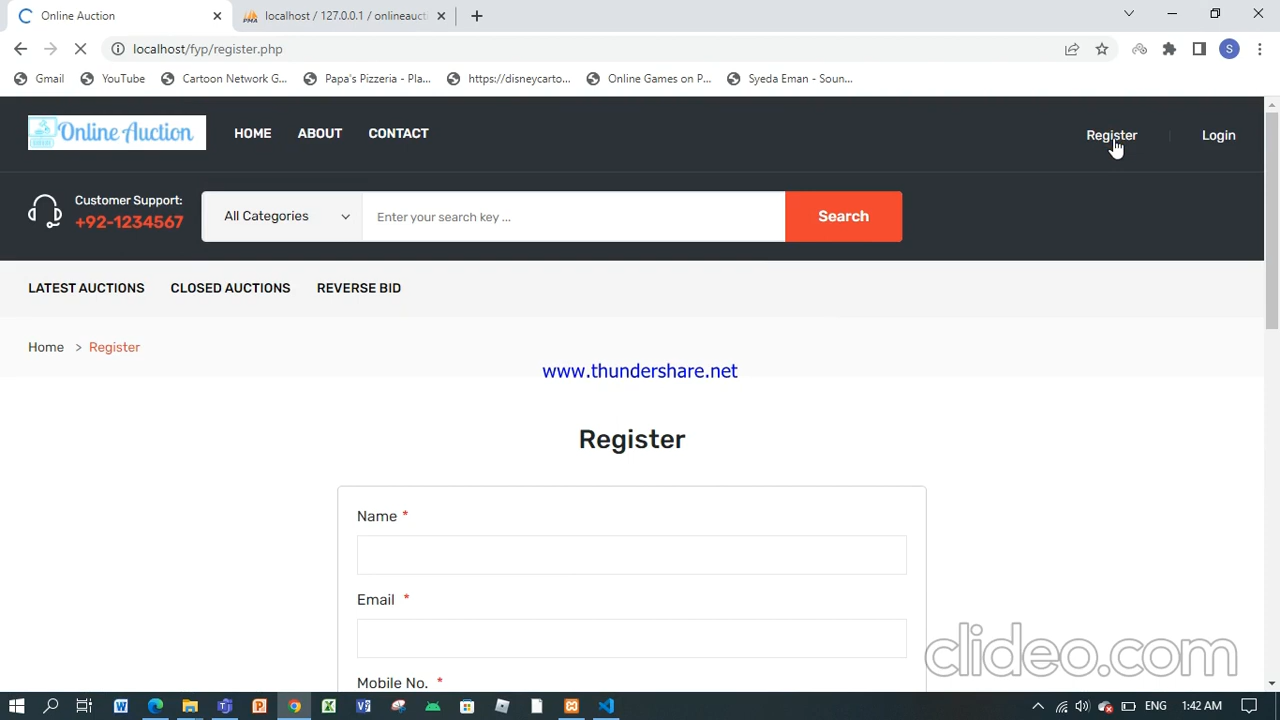 Online Auction
localhost / 127.0.0.1 / onlineaucti
localhost/fyp/register.php
S
Gmail
YouTube
Cartoon Network G...
Papa's Pizzeria - Pla...
https://disneycarto...
Online Games on P...
Syeda Eman - Soun...
Online Auction
HOME
ABOUT
CONTACT
Register
Login
Customer Support:
+92-1234567
All Categories
Enter your search key ...
Search
LATEST AUCTIONS
CLOSED AUCTIONS
REVERSE BID
Home > Register
www.thundershare.net
Register
Name *
Email *
Mobile No. *
clideo.com
ENG
1:42 AM